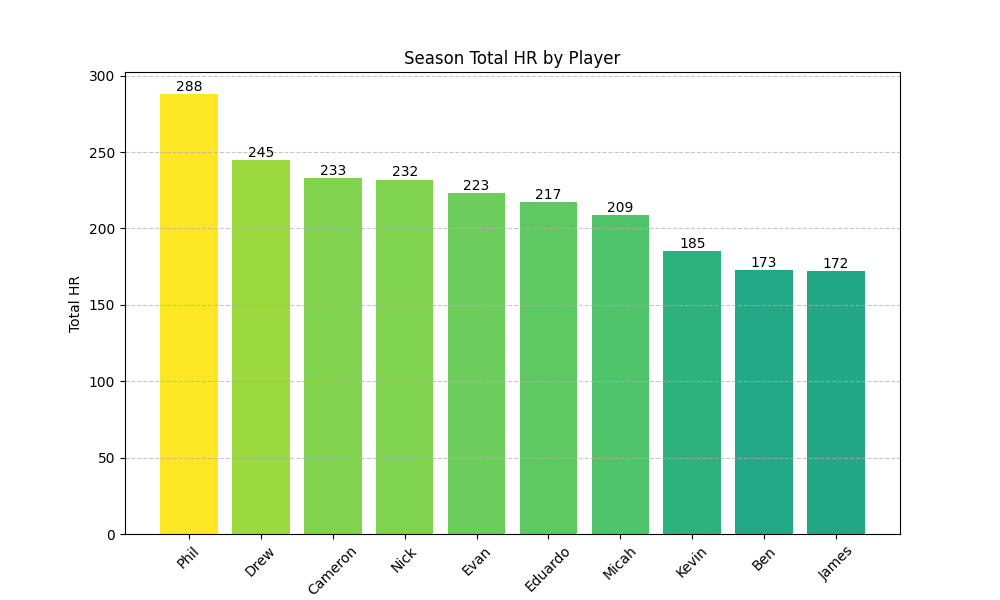 Season Total HR by Player
Total HR
300
250
200
150
100
50
0
288
245
233
232
223
217
209
185
173
172
Phil
Drew
Cameron
Nick
Evan
Eduardo
Micah
Kevin
Ben
James